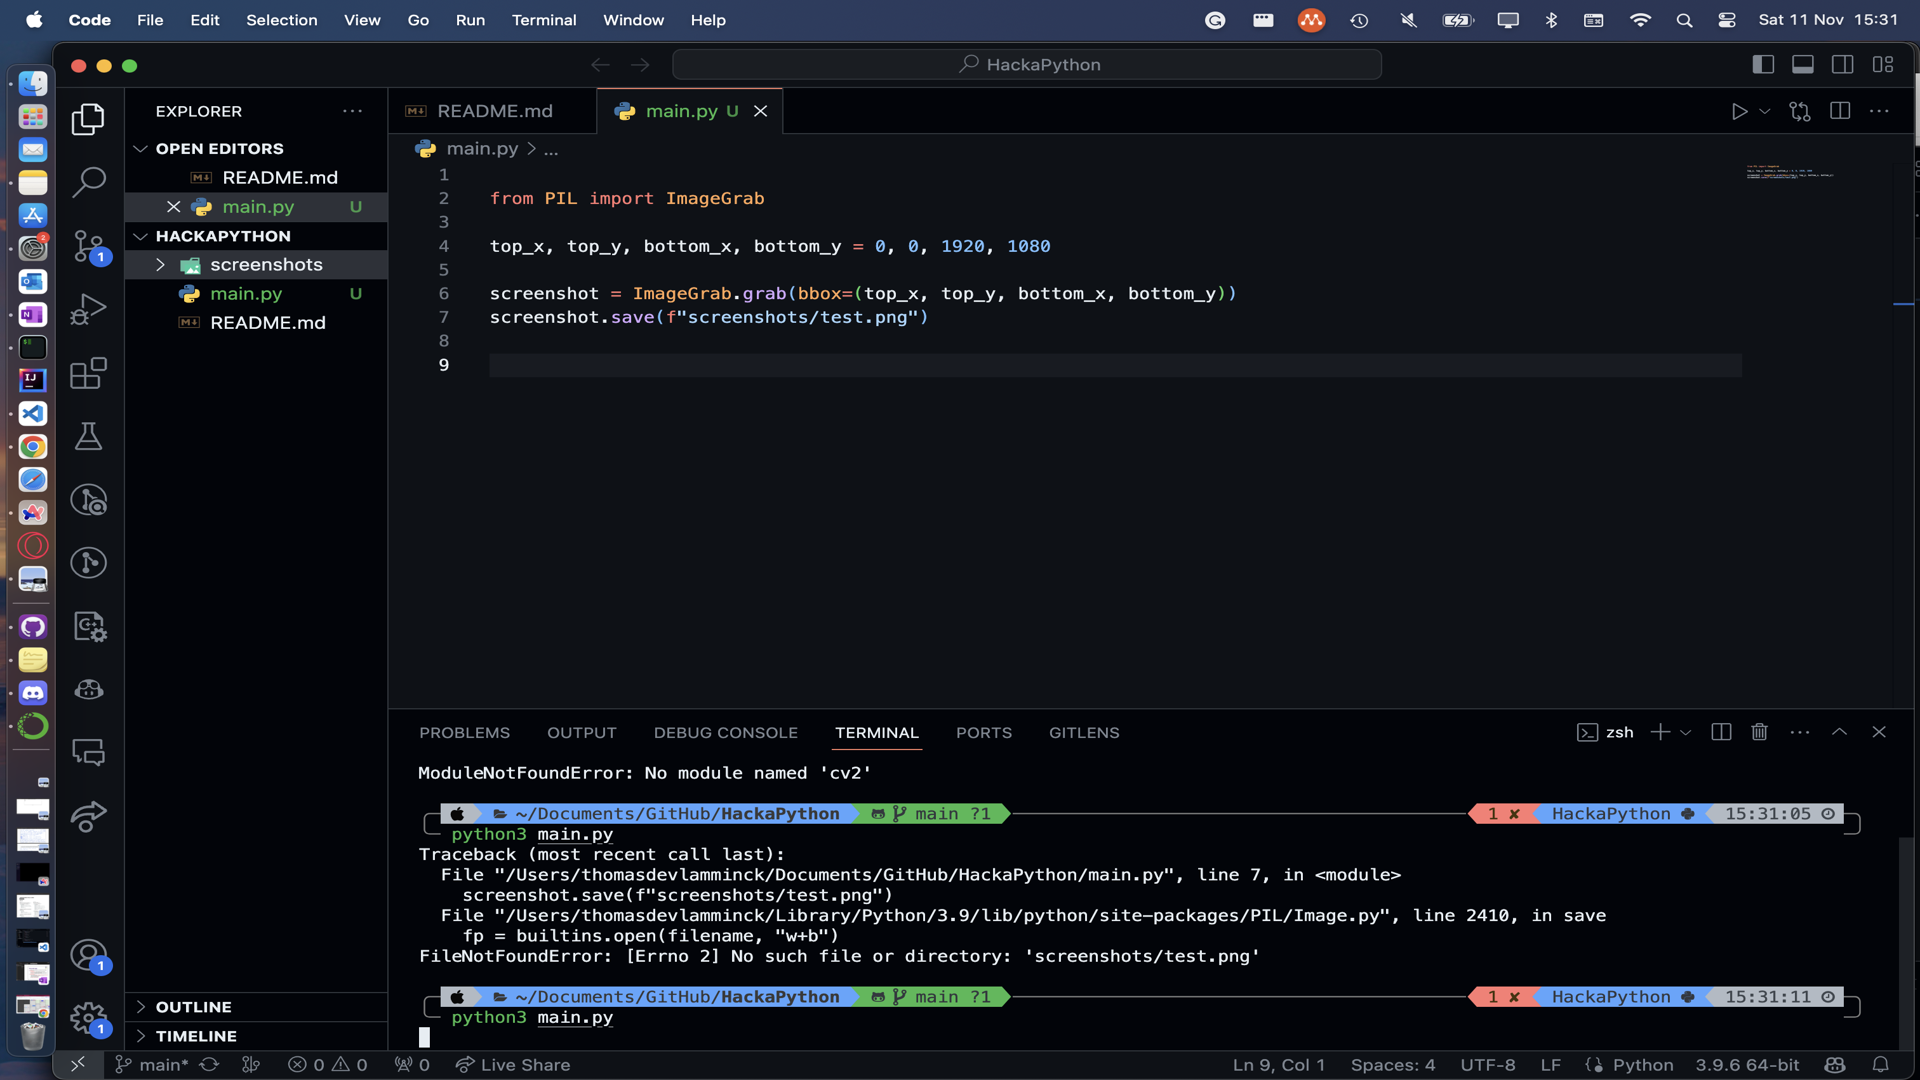 Code File Edit Selection View Go Run Terminal Window Help
Sat 11 Nov 15:31
HackaPython
EXPLORER
OPEN EDITORS
README.md
main.py U
HACKAPYTHON
screenshots
main.py U
README.md
OUTLINE
TIMELINE
README.md main.py U
main.py > ...
1
2 from PIL import ImageGrab
3
4 top_x, top_y, bottom_x, bottom_y = 0, 0, 1920, 1080
5
6 screenshot = ImageGrab.grab(bbox=(top_x, top_y, bottom_x, bottom_y))
7 screenshot.save(f"screenshots/test.png")
8
9
PROBLEMS OUTPUT DEBUG CONSOLE TERMINAL PORTS GITLENS
zsh
ModuleNotFoundError: No module named 'cv2'
~/Documents/GitHub/HackaPython main ?1 1 ✘ HackaPython 15:31:05
python3 main.py
Traceback (most recent call last):
File "/Users/thomasdevlamminck/Documents/GitHub/HackaPython/main.py", line 7, in <module>
screenshot.save(f"screenshots/test.png")
File "/Users/thomasdevlamminck/Library/Python/3.9/lib/python/site-packages/PIL/Image.py", line 2410, in save
fp = builtins.open(filename, "w+b")
FileNotFoundError: [Errno 2] No such file or directory: 'screenshots/test.png'
~/Documents/GitHub/HackaPython main ?1 1 ✘ HackaPython 15:31:11
python3 main.py
main* 0 0 0 Live Share
Ln 9, Col 1 Spaces: 4 UTF-8 LF Python 3.9.6 64-bit